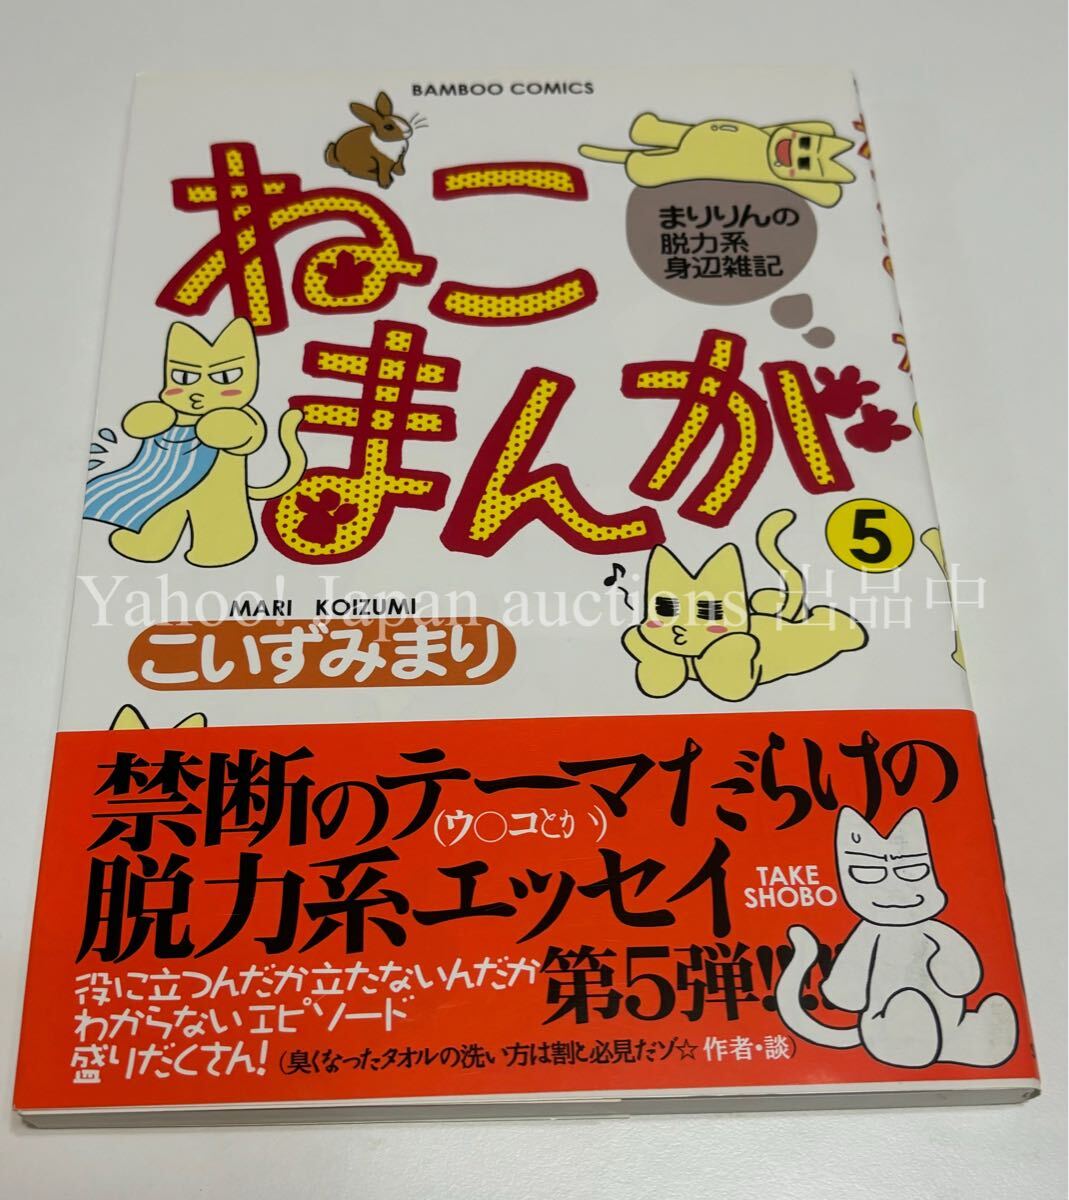 BAMBOO COMICS
ねこ
まんが
まりりんの
脱力系
身辺雑記
5
MARI KOIZUMI
こいずみまり
Yahoo! Japan auctions 出品中
禁断のテーマだらけの
(ウ〇コとか)
脱力系エッセイ
第5弾!!!!
TAKE
SHOBO
役に立つんだか立たないんだか
わからないエピソード
盛りだくさん!
(臭くなったタオルの洗い方は割と必見だゾ☆作者・談)